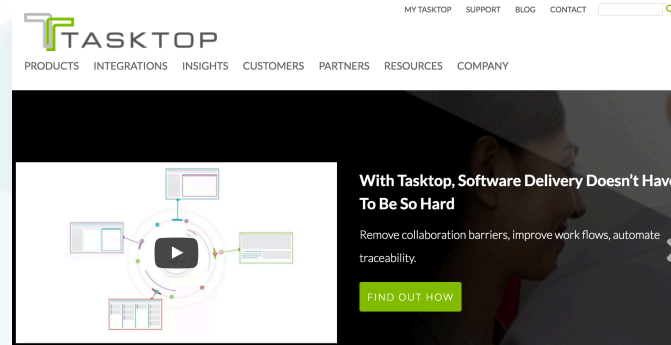 MY TASKTOP SUPPORT BLOG CONTACT
TASKTOP
PRODUCTS INTEGRATIONS INSIGHTS CUSTOMERS PARTNERS RESOURCES COMPANY
With Tasktop, Software Delivery Doesn't Have
To Be So Hard
Remove collaboration barriers, improve work flows, automate
traceability.
FIND OUT HOW